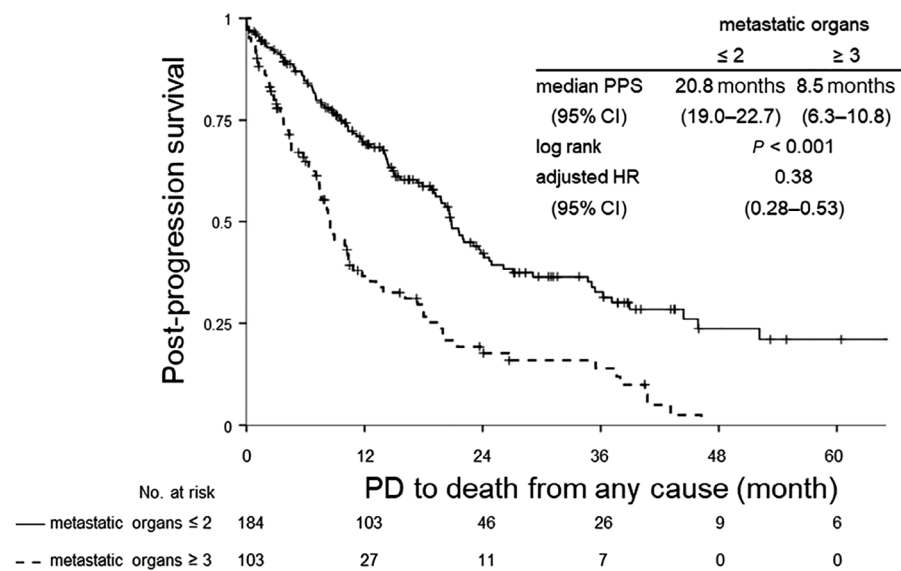 metastatic organs
≤ 2 ≥ 3
median PPS 20.8 months 8.5 months
(95% CI) (19.0–22.7) (6.3–10.8)
log rank P < 0.001
adjusted HR 0.38
(95% CI) (0.28–0.53)
Post-progression survival
1
0.75
0.5
0.25
0
0 12 24 36 48 60
PD to death from any cause (month)
No. at risk
metastatic organs ≤ 2 184 103 46 26 9 6
metastatic organs ≥ 3 103 27 11 7 0 0